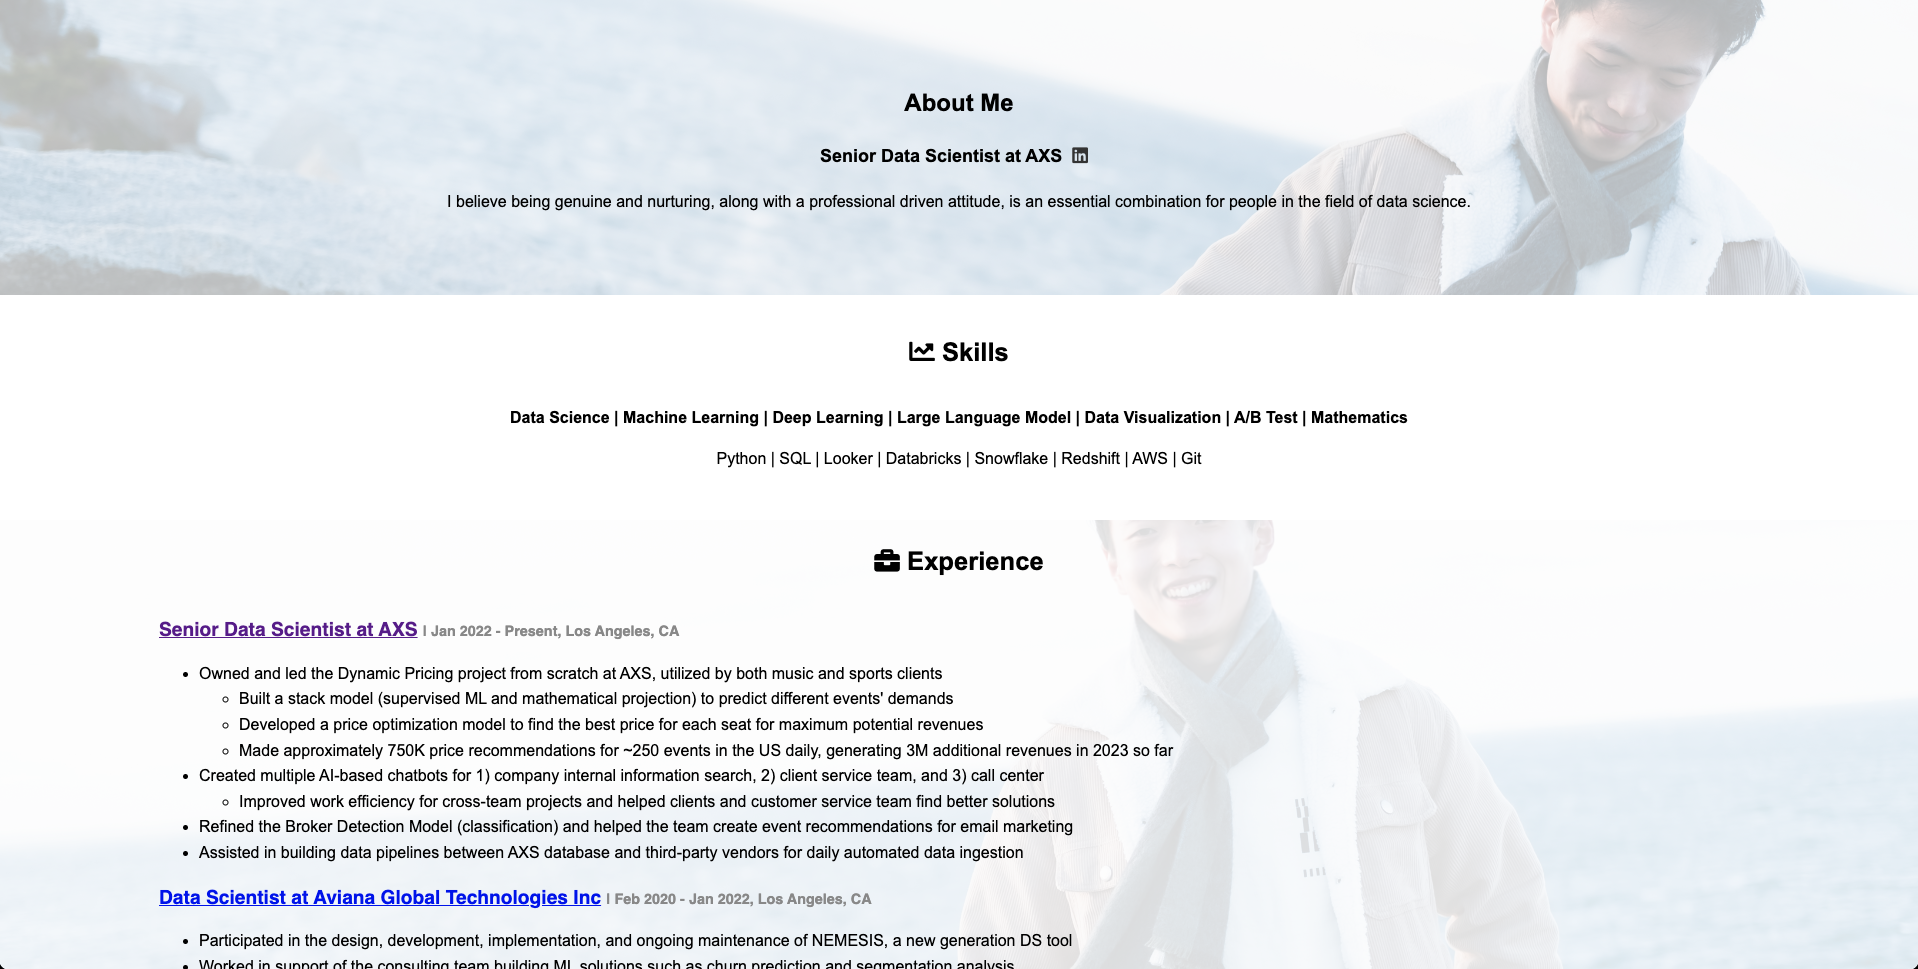 About Me
Senior Data Scientist at AXS
I believe being genuine and nurturing, along with a professional driven attitude, is an essential combination for people in the field of data science.
Skills
Data Science | Machine Learning | Deep Learning | Large Language Model | Data Visualization | A/B Test | Mathematics
Python | SQL | Looker | Databricks | Snowflake | Redshift | AWS | Git
Experience
Senior Data Scientist at AXS | Jan 2022 - Present, Los Angeles, CA
• Owned and led the Dynamic Pricing project from scratch at AXS, utilized by both music and sports clients
◦ Built a stack model (supervised ML and mathematical projection) to predict different events' demands
◦ Developed a price optimization model to find the best price for each seat for maximum potential revenues
◦ Made approximately 750K price recommendations for ~250 events in the US daily, generating 3M additional revenues in 2023 so far
• Created multiple AI-based chatbots for 1) company internal information search, 2) client service team, and 3) call center
◦ Improved work efficiency for cross-team projects and helped clients and customer service team find better solutions
• Refined the Broker Detection Model (classification) and helped the team create event recommendations for email marketing
• Assisted in building data pipelines between AXS database and third-party vendors for daily automated data ingestion
Data Scientist at Aviana Global Technologies Inc | Feb 2020 - Jan 2022, Los Angeles, CA
• Participated in the design, development, implementation, and ongoing maintenance of NEMESIS, a new generation DS tool
• Worked in support of the consulting team building ML solutions such as churn prediction and segmentation analysis